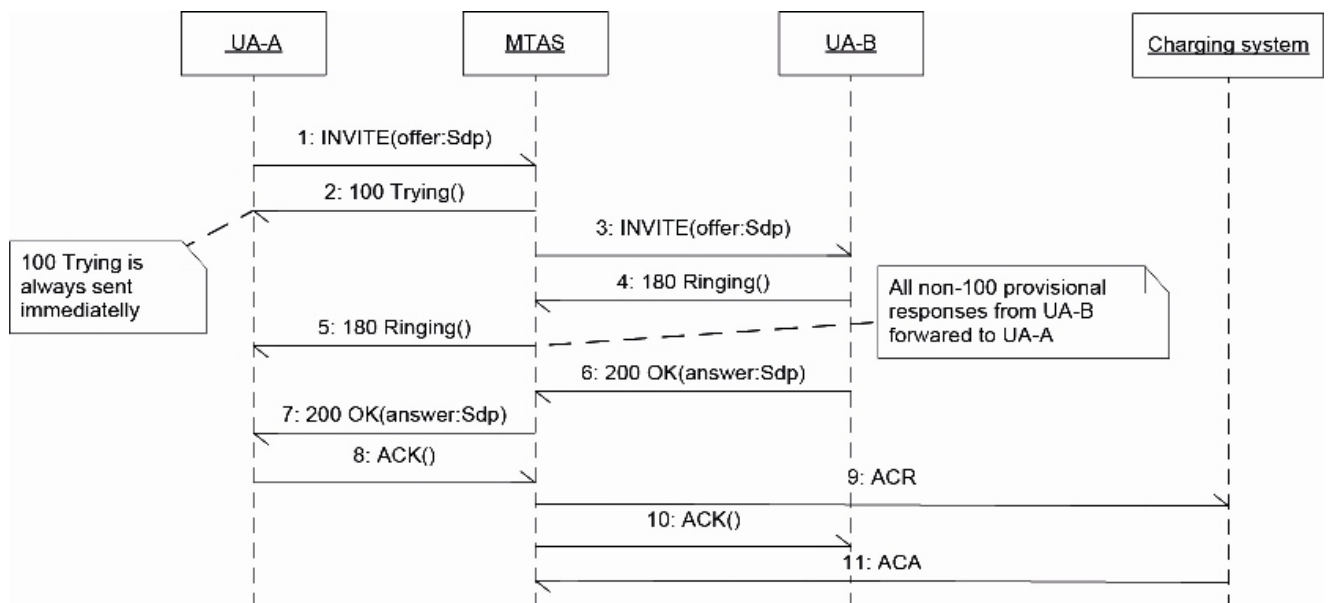 UA-A
MTAS
UA-B
Charging system
1: INVITE(offer:Sdp)
2: 100 Trying()
3: INVITE(offer:Sdp)
100 Trying is
always sent
immediatelly
4: 180 Ringing()
All non-100 provisional
responses from UA-B
forwared to UA-A
5: 180 Ringing()
6: 200 OK(answer:Sdp)
7: 200 OK(answer:Sdp)
8: ACK()
9: ACR
10: ACK()
11: ACA